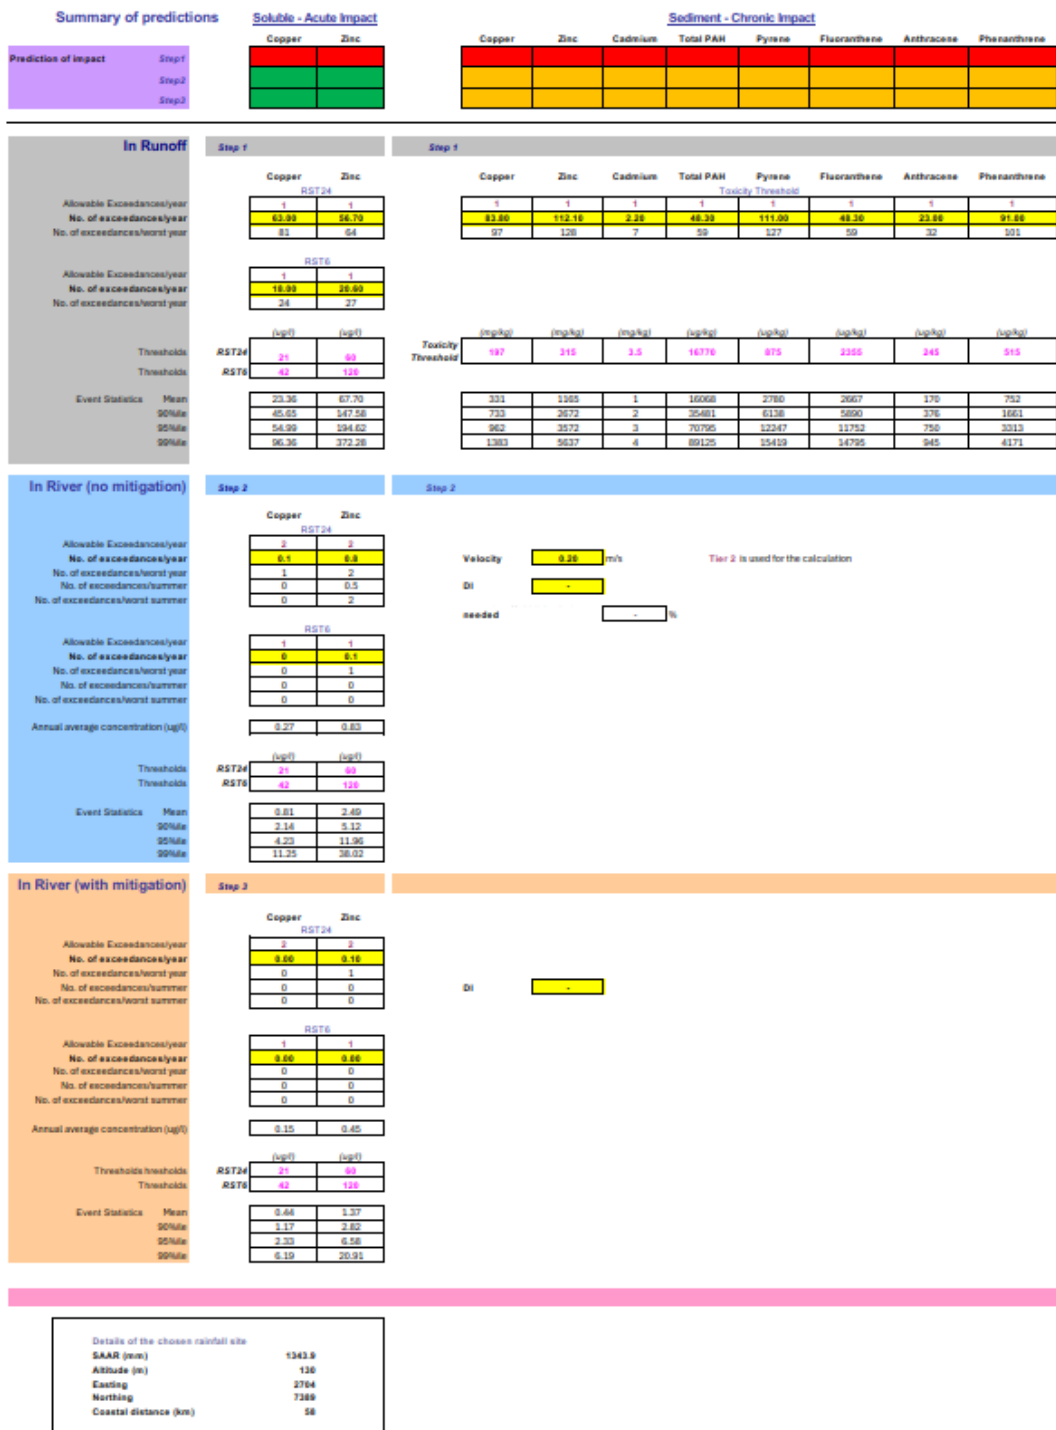 Summary of predictions Soluble - Acute Impact Sediment - Chronic Impact
Copper Zinc Copper Zinc Cadmium Total PAH Pyrene Fluoranthene Anthracene Phenanthrene
Prediction of impact Step1
Step2
Step3
In Runoff Step 1 Step 1
Copper Zinc Copper Zinc Cadmium Total PAH Pyrene Fluoranthene Anthracene Phenanthrene
RST24 Toxicity Threshold
Allowable Exceedances/year 1 1 1 1 1 1 1 1 1 1
No. of exceedances/year 63.00 56.70 83.80 112.10 2.20 48.30 111.00 48.30 23.80 91.80
No. of exceedances/worst year 81 64 97 128 7 59 127 59 32 101
RST6
Allowable Exceedances/year 1 1
No. of exceedances/year 18.00 20.60
No. of exceedances/worst year 24 27
(ug/l) (ug/l) (mg/kg) (mg/kg) (mg/kg) (ug/kg) (ug/kg) (ug/kg) (ug/kg) (ug/kg)
Thresholds RST24 21 60 Toxicity Threshold 197 315 3.5 16770 875 2355 245 515
Thresholds RST6 42 120
Event Statistics Mean 23.36 67.70 331 1165 1 16068 2780 2667 170 752
90%ile 45.65 147.58 733 2672 2 35481 6138 5890 376 1661
95%ile 54.99 194.62 962 3572 3 70795 12247 11752 750 3313
99%ile 96.36 372.28 1383 5637 4 89125 15419 14795 945 4171
In River (no mitigation) Step 2 Step 2
Copper Zinc
RST24
Allowable Exceedances/year 2 2
No. of exceedances/year 0.1 0.8 Velocity 0.20 m/s Tier 2 is used for the calculation
No. of exceedances/worst year 1 2
No. of exceedances/summer 0 0.5 DI -
No. of exceedances/worst summer 0 2
needed - %
RST6
Allowable Exceedances/year 1 1
No. of exceedances/year 0 0.1
No. of exceedances/worst year 0 1
No. of exceedances/summer 0 0
No. of exceedances/worst summer 0 0
Annual average concentration (ug/l) 0.27 0.83
(ug/l) (ug/l)
Thresholds RST24 21 60
Thresholds RST6 42 120
Event Statistics Mean 0.81 2.49
90%ile 2.14 5.12
95%ile 4.23 11.96
99%ile 11.25 38.02
In River (with mitigation) Step 3
Copper Zinc
RST24
Allowable Exceedances/year 2 2
No. of exceedances/year 0.00 0.10
No. of exceedances/worst year 0 1
No. of exceedances/summer 0 0 DI -
No. of exceedances/worst summer 0 0
RST6
Allowable Exceedances/year 1 1
No. of exceedances/year 0.00 0.00
No. of exceedances/worst year 0 0
No. of exceedances/summer 0 0
No. of exceedances/worst summer 0 0
Annual average concentration (ug/l) 0.15 0.45
(ug/l) (ug/l)
Thresholds hresholds RST24 21 60
Thresholds RST6 42 120
Event Statistics Mean 0.44 1.37
90%ile 1.17 2.82
95%ile 2.33 6.58
99%ile 6.19 20.91
Details of the chosen rainfall site
SAAR (mm) 1343.9
Altitude (m) 130
Easting 2704
Northing 7389
Coastal distance (km) 58